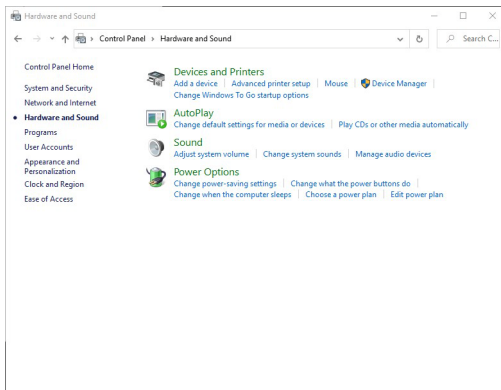 Hardware and Sound
Control Panel › Hardware and Sound
Search C...
Control Panel Home
System and Security
Network and Internet
Hardware and Sound
Programs
User Accounts
Appearance and
Personalization
Clock and Region
Ease of Access
Devices and Printers
Add a device | Advanced printer setup | Mouse | Device Manager |
Change Windows To Go startup options
AutoPlay
Change default settings for media or devices | Play CDs or other media automatically
Sound
Adjust system volume | Change system sounds | Manage audio devices
Power Options
Change power-saving settings | Change what the power buttons do |
Change when the computer sleeps | Choose a power plan | Edit power plan